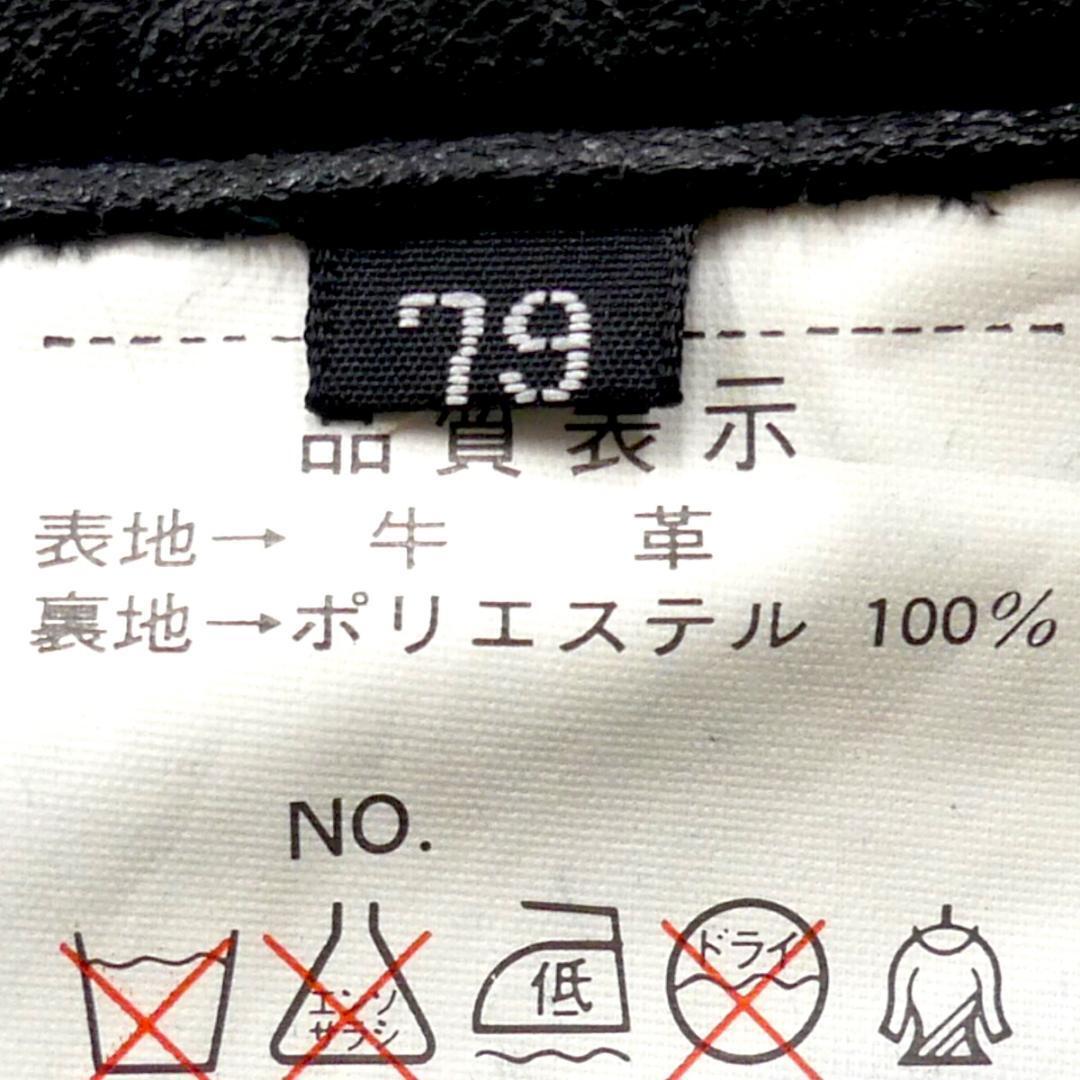 79
品質表示
表地→ 牛 革
裏地→ポリエステル 100%
NO.
エンソ
サラシ
低
ドライ